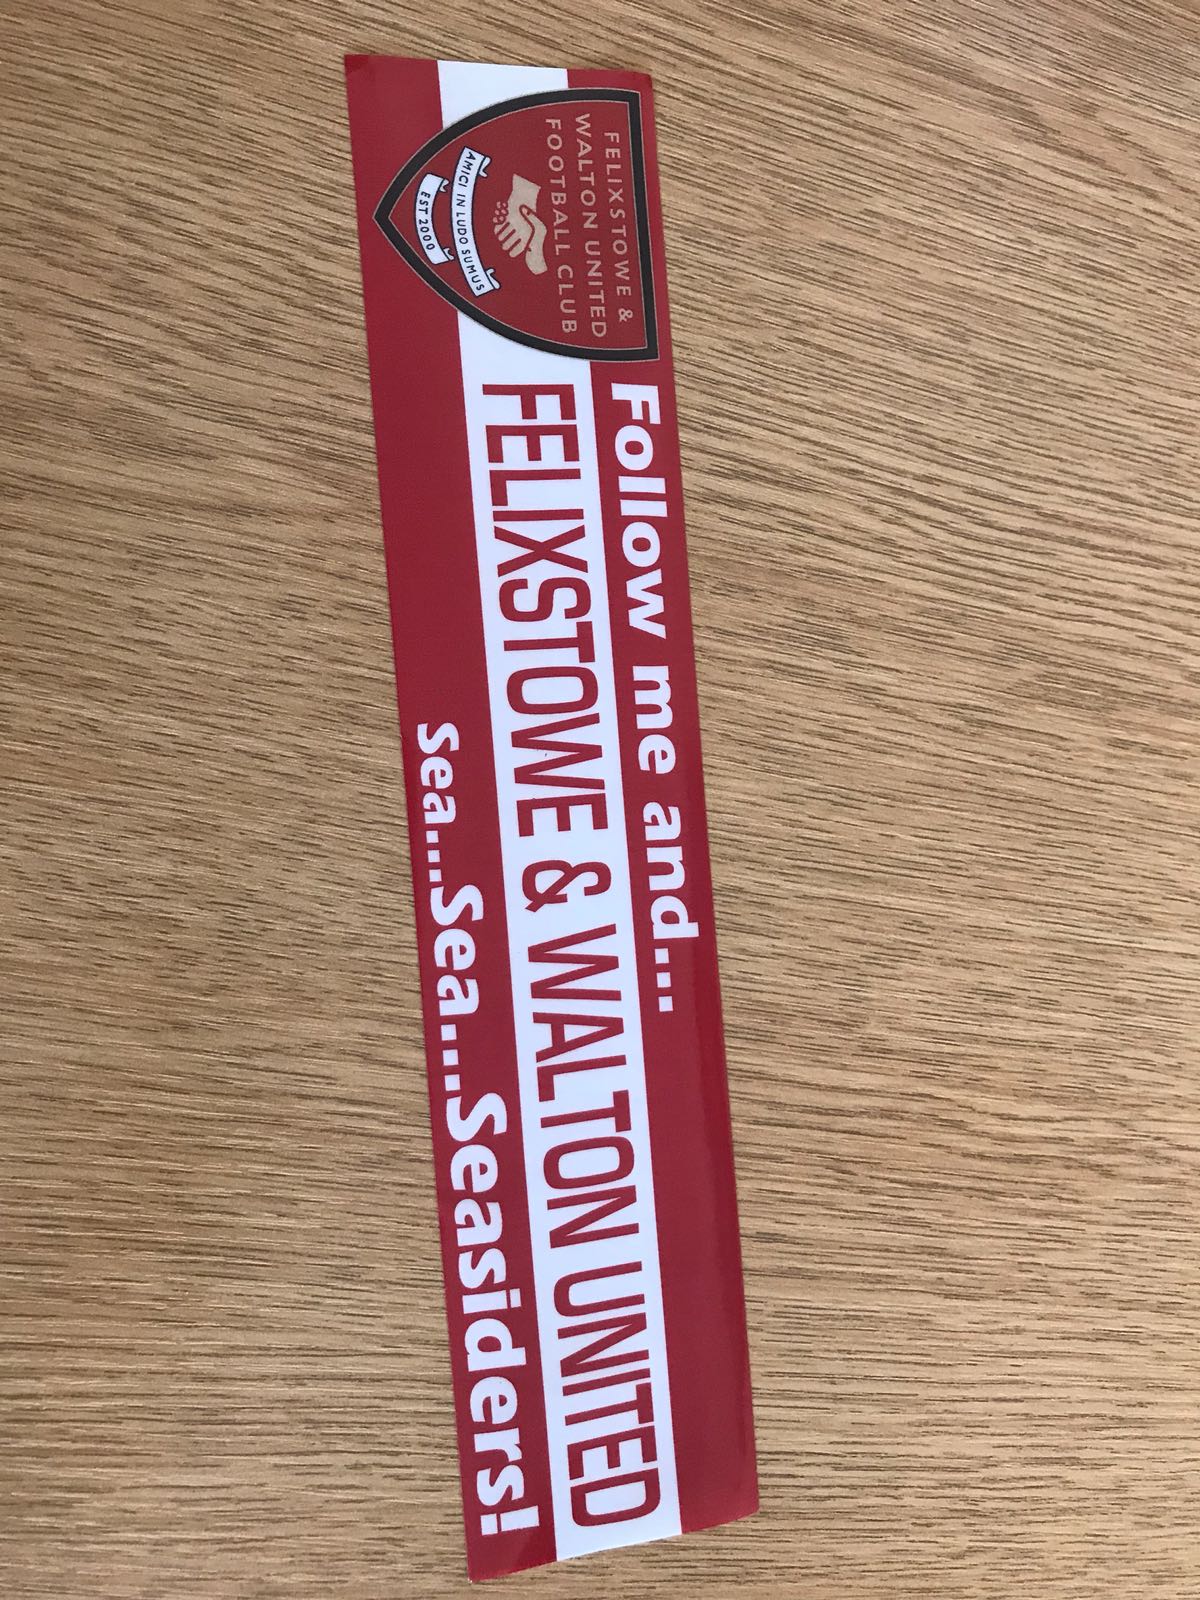 FELIXSTOWE &
WALTON UNITED
FOOTBALL CLUB
AMICI IN LUDO SUMUS
EST 2000
Follow me and...
FELIXSTOWE & WALTON UNITED
Sea...Sea...Seasiders!